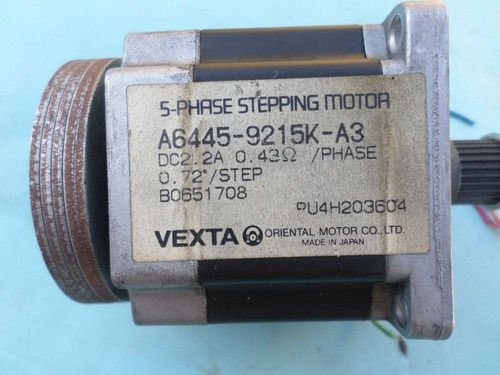 5-PHASE STEPPING MOTOR
A6445-9215K-A3
DC2.2A 0.43Ω /PHASE
0.72°/STEP
B0651708
PU4H203604
VEXTA ORIENTAL MOTOR CO.,LTD.
MADE IN JAPAN